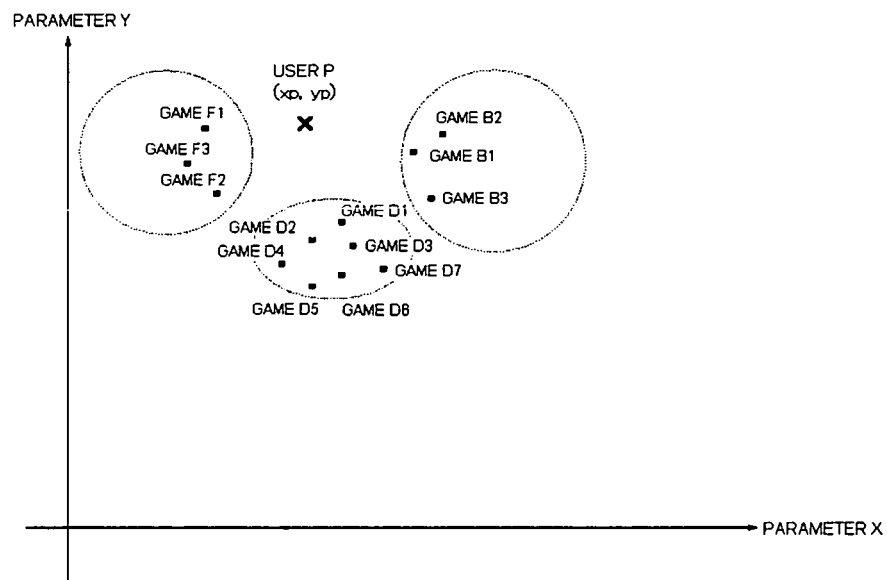 PARAMETER Y
USER P
(xp, yp)
GAME F1
GAME B2
GAME F3
GAME B1
GAME F2
GAME B3
GAME D1
GAME D2
GAME D3
GAME D4
GAME D7
GAME D5
GAME D6
PARAMETER X